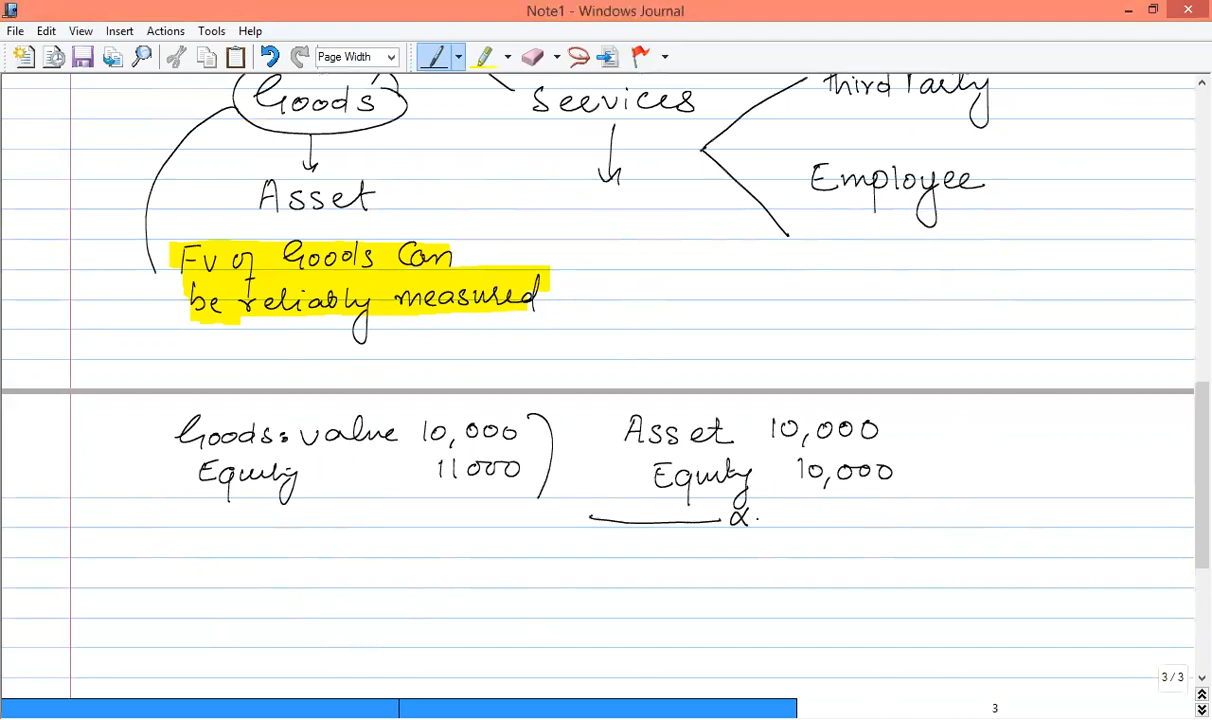 Note1 - Windows Journal
File Edit View Insert Actions Tools Help
Page Width
Goods
Services
Third Party
Asset
Employee
FV of Goods Can
be reliably measured
Goods: value 10,000
Equity 11000
Asset 10,000
Equity 10,000
3 / 3
3